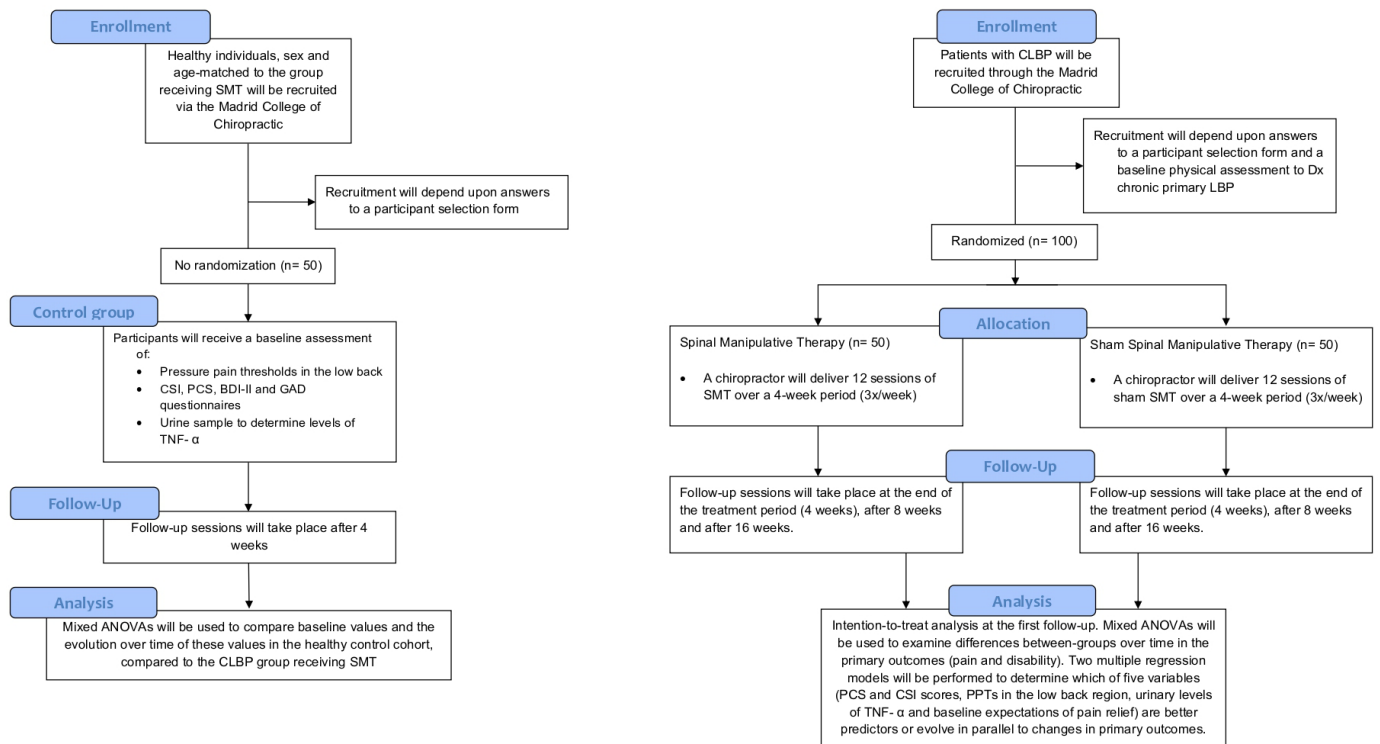 Enrollment
Healthy individuals, sex and
age-matched to the group
receiving SMT will be recruited
via the Madrid College of
Chiropractic
Recruitment will depend upon answers
to a participant selection form
No randomization (n= 50)
Control group
Participants will receive a baseline assessment
of:
• Pressure pain thresholds in the low back
• CSI, PCS, BDI-II and GAD
questionnaires
• Urine sample to determine levels of
TNF- α
Follow-Up
Follow-up sessions will take place after 4
weeks
Analysis
Mixed ANOVAs will be used to compare baseline values and the
evolution over time of these values in the healthy control cohort,
compared to the CLBP group receiving SMT
Enrollment
Patients with CLBP will be
recruited through the Madrid
College of Chiropractic
Recruitment will depend upon answers
to a participant selection form and a
baseline physical assessment to Dx
chronic primary LBP
Randomized (n= 100)
Allocation
Spinal Manipulative Therapy (n= 50)
• A chiropractor will deliver 12 sessions of
SMT over a 4-week period (3x/week)
Sham Spinal Manipulative Therapy (n= 50)
• A chiropractor will deliver 12 sessions of
sham SMT over a 4-week period (3x/week)
Follow-Up
Follow-up sessions will take place at the end of
the treatment period (4 weeks), after 8 weeks
and after 16 weeks.
Follow-up sessions will take place at the end of
the treatment period (4 weeks), after 8 weeks
and after 16 weeks.
Analysis
Intention-to-treat analysis at the first follow-up. Mixed ANOVAs will
be used to examine differences between-groups over time in the
primary outcomes (pain and disability). Two multiple regression
models will be performed to determine which of five variables
(PCS and CSI scores, PPTs in the low back region, urinary levels
of TNF- α and baseline expectations of pain relief) are better
predictors or evolve in parallel to changes in primary outcomes.